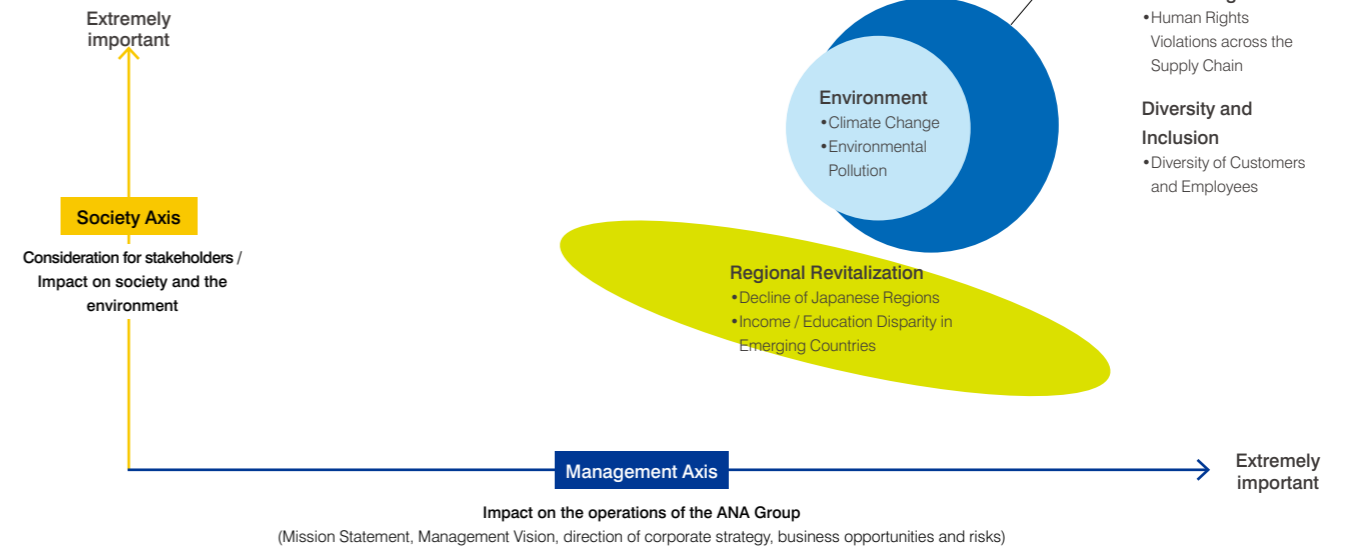 Extremely
important
•Human Rights
Violations across the
Supply Chain
Environment
•Climate Change
•Environmental
Pollution
Diversity and
Inclusion
•Diversity of Customers
and Employees
Society Axis
Consideration for stakeholders /
Impact on society and the
environment
Regional Revitalization
•Decline of Japanese Regions
•Income / Education Disparity in
Emerging Countries
Management Axis
Extremely
important
Impact on the operations of the ANA Group
(Mission Statement, Management Vision, direction of corporate strategy, business opportunities and risks)